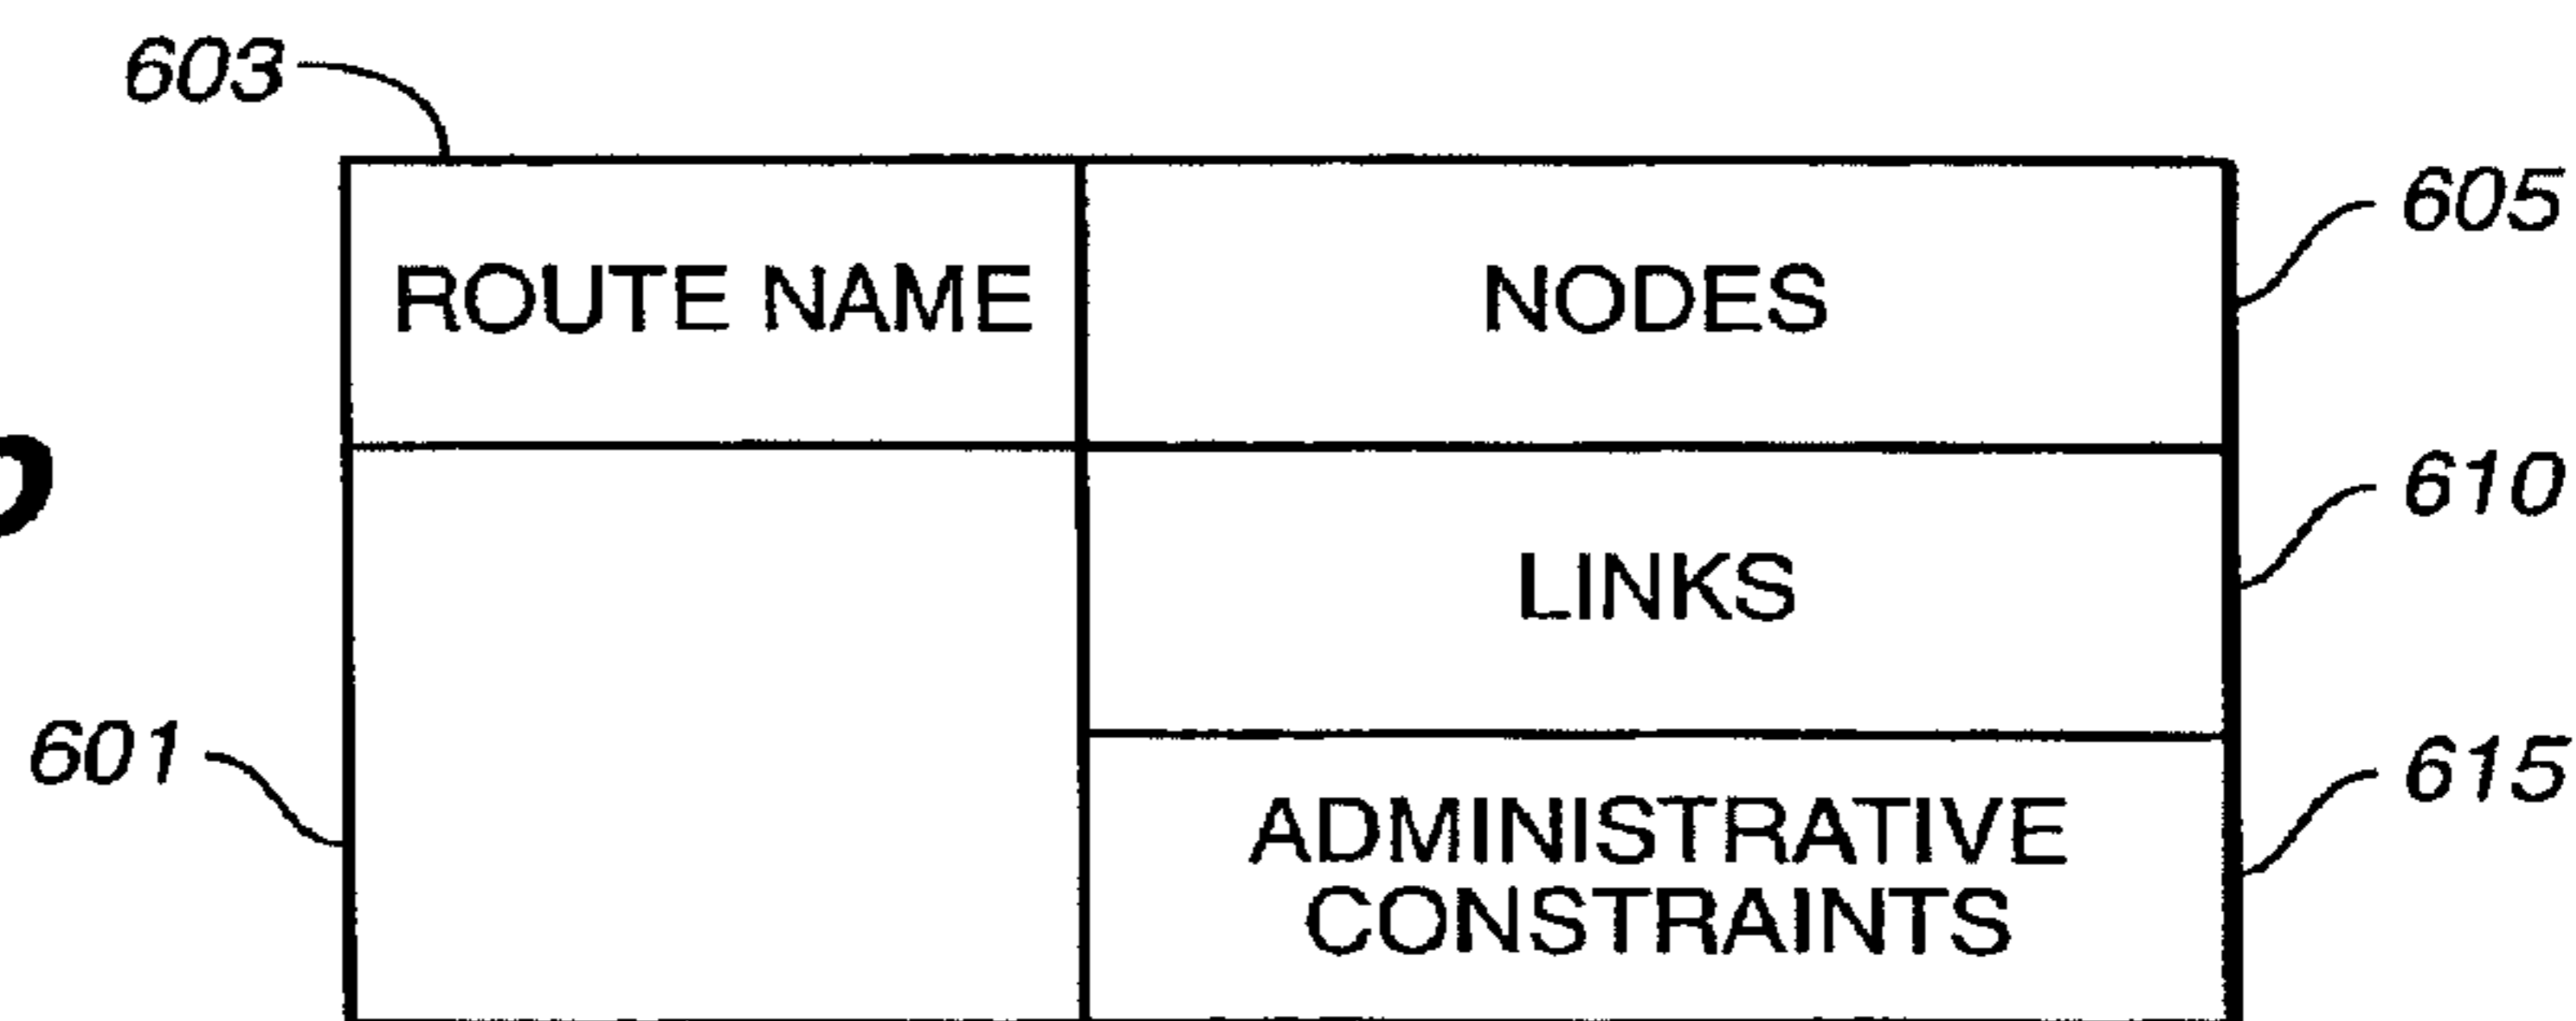 603
605
ROUTE NAME
NODES
610
LINKS
601
615
ADMINISTRATIVE
CONSTRAINTS